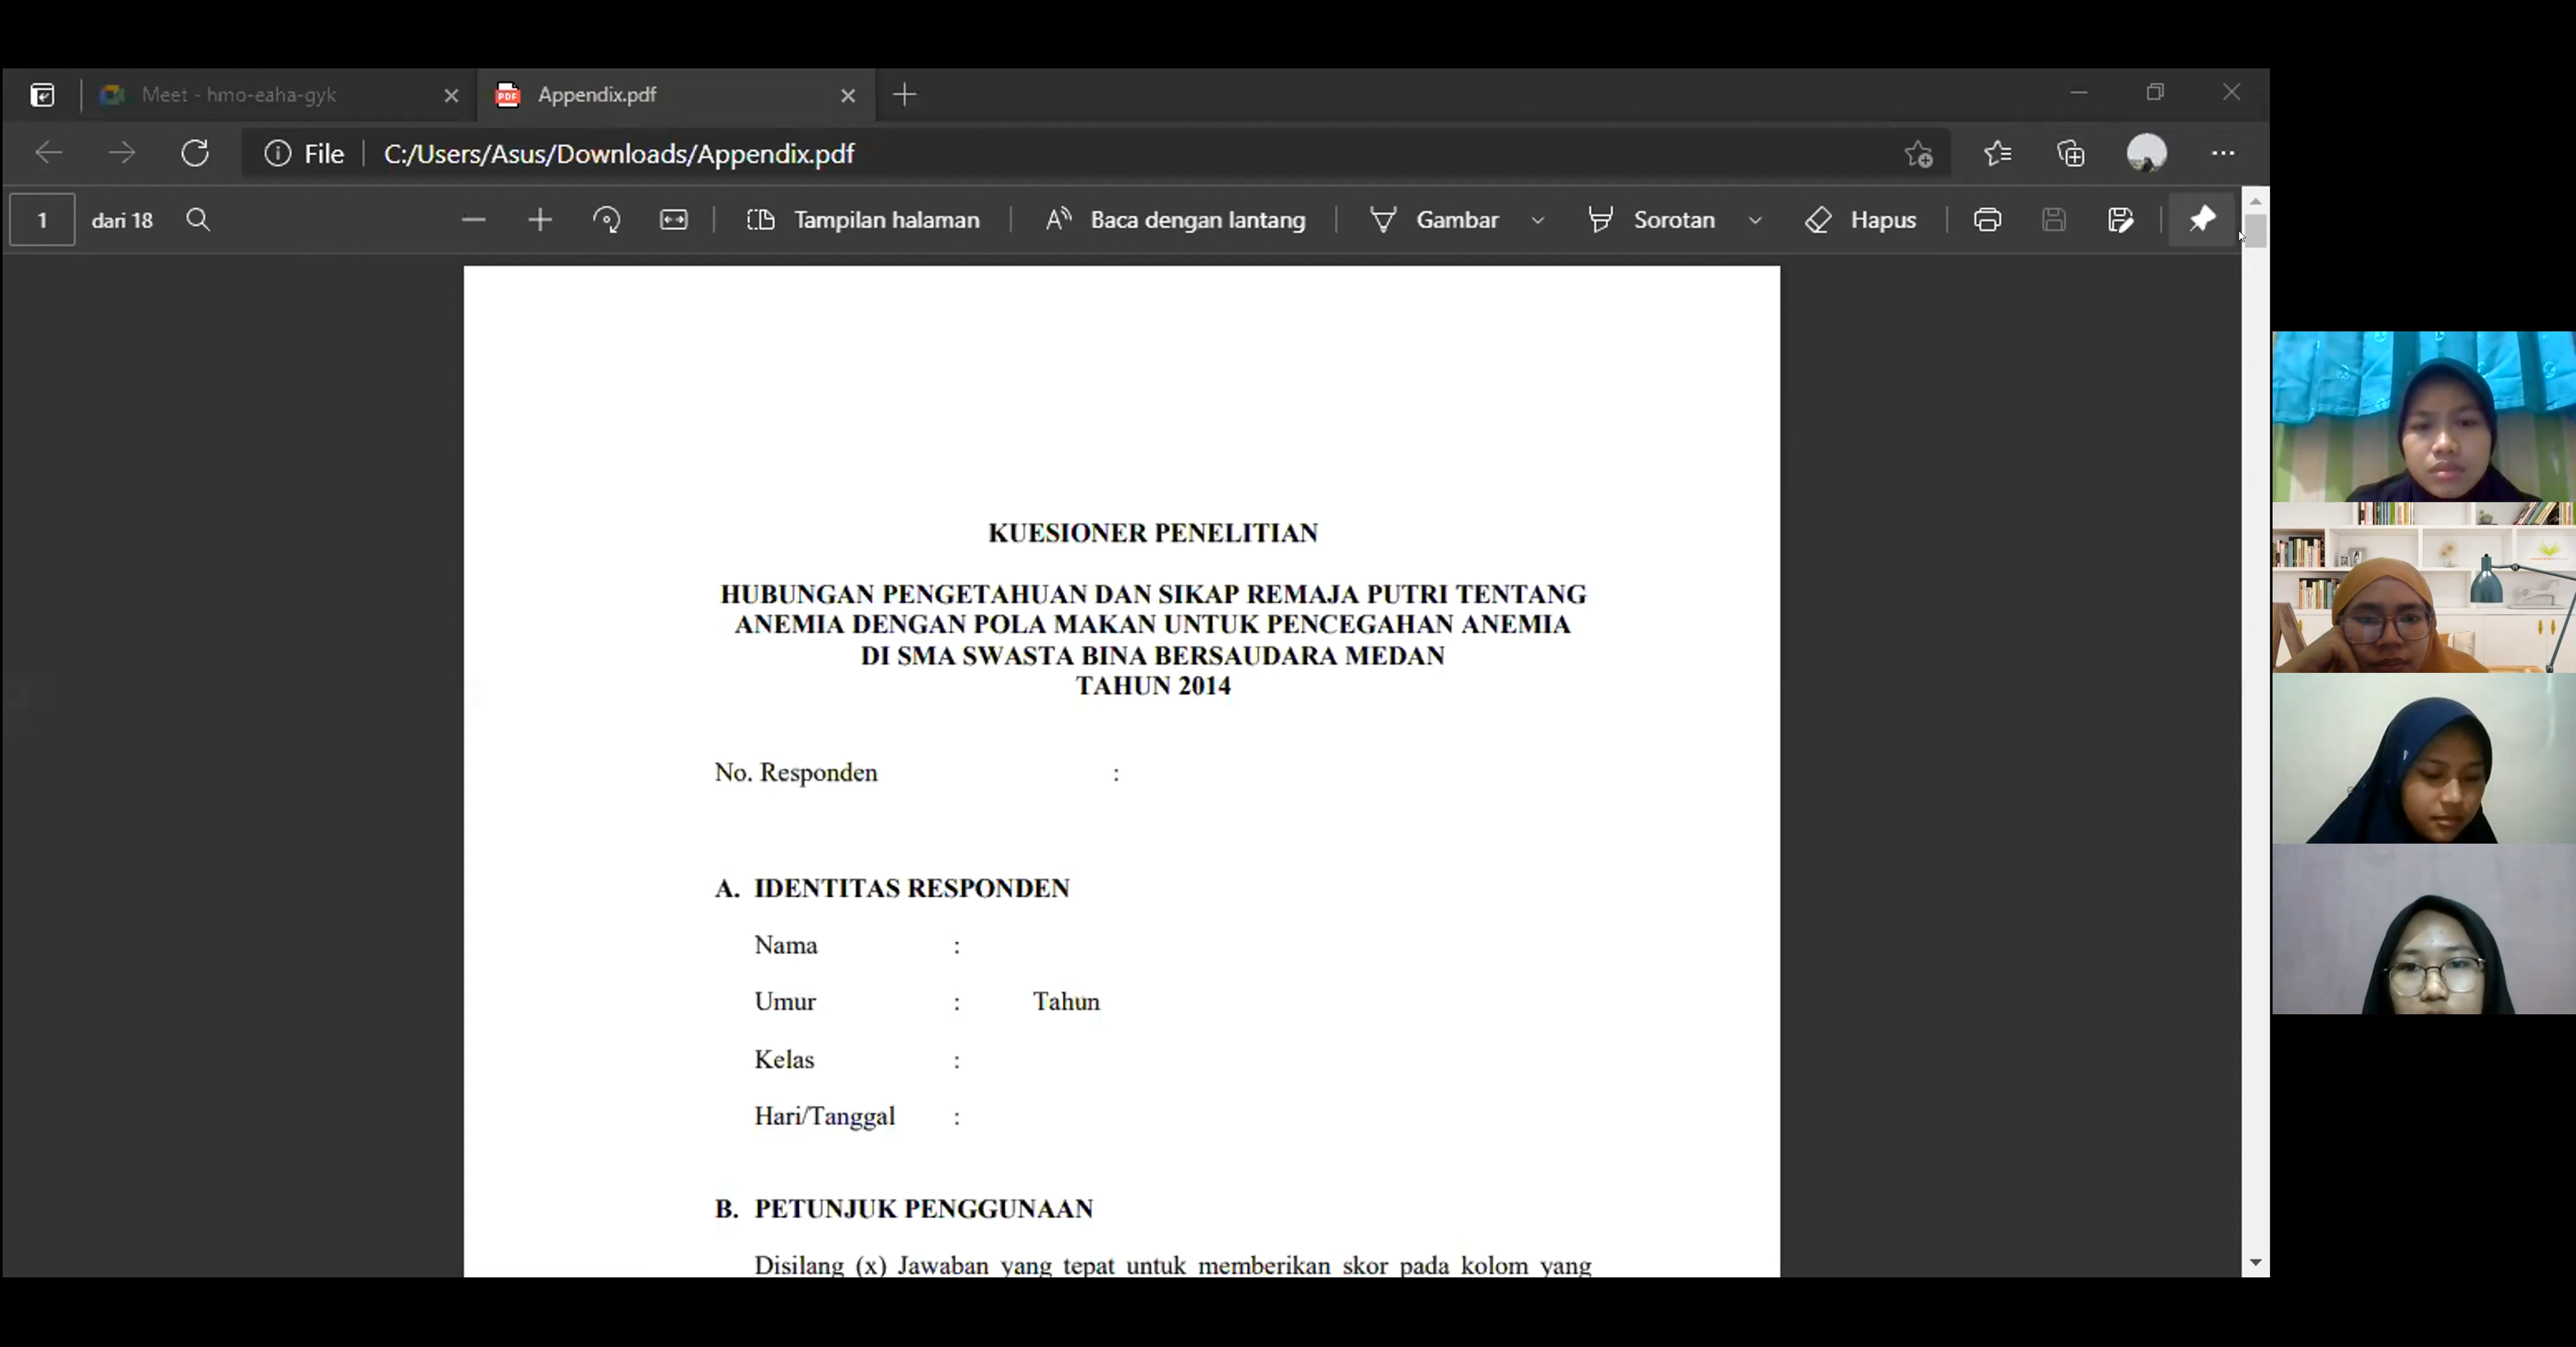 Meet - hmo-eaha-gyk
Appendix.pdf
File
C:/Users/Asus/Downloads/Appendix.pdf
1 dari 18
Tampilan halaman
Baca dengan lantang
Gambar
Sorotan
Hapus
KUESIONER PENELITIAN
HUBUNGAN PENGETAHUAN DAN SIKAP REMAJA PUTRI TENTANG
ANEMIA DENGAN POLA MAKAN UNTUK PENCEGAHAN ANEMIA
DI SMA SWASTA BINA BERSAUDARA MEDAN
TAHUN 2014
No. Responden :
A. IDENTITAS RESPONDEN
Nama :
Umur : Tahun
Kelas :
Hari/Tanggal :
B. PETUNJUK PENGGUNAAN
Disilang (x) Jawaban yang tepat untuk memberikan skor pada kolom yang